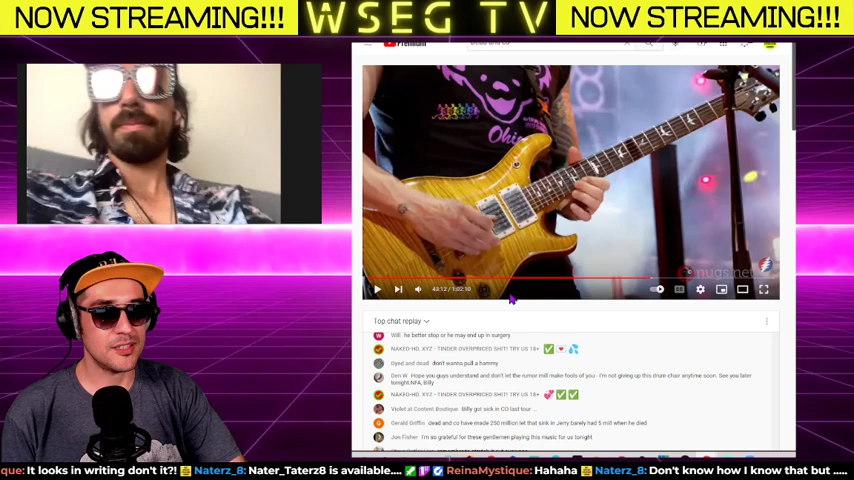 NOW STREAMING!!!
WSEG TV
NOW STREAMING!!!
Premium
Dead and co
Ohio
nugs.net
43:12 / 1:02:10
Top chat replay
Will he better stop or he may end up in surgery
NAKED-HD. XYZ - TINDER OVERPRICED SHIT! TRY US 18+
Dyed and dead don't wanna pull a hammy
Den W Hope you guys understand and don't let the rumor mill make fools of you - I'm not giving up this drum chair anytime soon. See you later
tonight.NFA, Billy
NAKED-HD. XYZ - TINDER OVERPRICED SHIT! TRY US 18+
Violet at Content Boutique Billy got sick in CO last tour ...
Gerald Griffin dead and co have made 250 million let that sink in Jerry barely had 5 mill when he died
Jon Fisher I'm so grateful for these gentlemen playing this music for us tonight
que: It looks in writing don't it?! Naterz_8: Nater_Taterz8 is available.... ReinaMystique: Hahaha Naterz_8: Don't know how I know that but .....